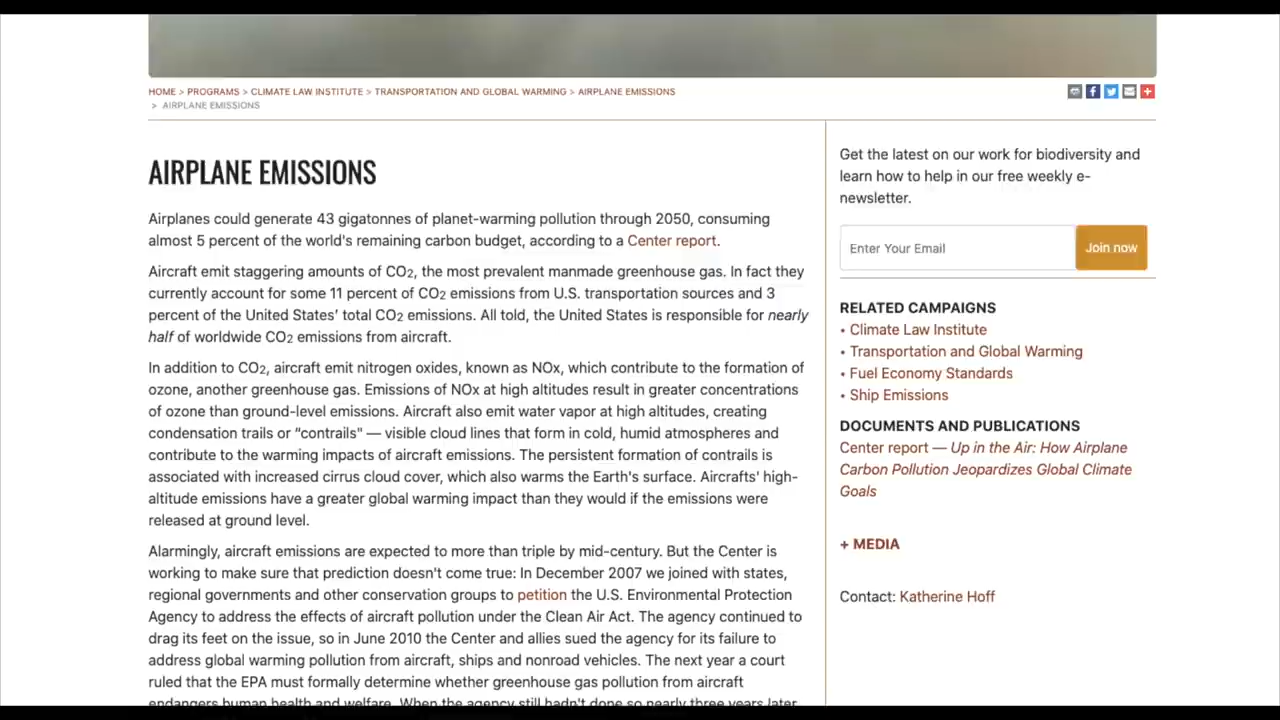 HOME > PROGRAMS > CLIMATE LAW INSTITUTE > TRANSPORTATION AND GLOBAL WARMING > AIRPLANE EMISSIONS
> AIRPLANE EMISSIONS
AIRPLANE EMISSIONS
Airplanes could generate 43 gigatonnes of planet-warming pollution through 2050, consuming
almost 5 percent of the world's remaining carbon budget, according to a Center report.
Aircraft emit staggering amounts of CO2, the most prevalent manmade greenhouse gas. In fact they
currently account for some 11 percent of CO2 emissions from U.S. transportation sources and 3
percent of the United States' total CO2 emissions. All told, the United States is responsible for nearly
half of worldwide CO2 emissions from aircraft.
In addition to CO2, aircraft emit nitrogen oxides, known as NOx, which contribute to the formation of
ozone, another greenhouse gas. Emissions of NOx at high altitudes result in greater concentrations
of ozone than ground-level emissions. Aircraft also emit water vapor at high altitudes, creating
condensation trails or "contrails" — visible cloud lines that form in cold, humid atmospheres and
contribute to the warming impacts of aircraft emissions. The persistent formation of contrails is
associated with increased cirrus cloud cover, which also warms the Earth's surface. Aircrafts' high-
altitude emissions have a greater global warming impact than they would if the emissions were
released at ground level.
Alarmingly, aircraft emissions are expected to more than triple by mid-century. But the Center is
working to make sure that prediction doesn't come true: In December 2007 we joined with states,
regional governments and other conservation groups to petition the U.S. Environmental Protection
Agency to address the effects of aircraft pollution under the Clean Air Act. The agency continued to
drag its feet on the issue, so in June 2010 the Center and allies sued the agency for its failure to
address global warming pollution from aircraft, ships and nonroad vehicles. The next year a court
ruled that the EPA must formally determine whether greenhouse gas pollution from aircraft
endangers human health and welfare. When the agency still hadn't done so nearly three years later,
Get the latest on our work for biodiversity and
learn how to help in our free weekly e-
newsletter.
Enter Your Email
Join now
RELATED CAMPAIGNS
• Climate Law Institute
• Transportation and Global Warming
• Fuel Economy Standards
• Ship Emissions
DOCUMENTS AND PUBLICATIONS
Center report — Up in the Air: How Airplane
Carbon Pollution Jeopardizes Global Climate
Goals
+ MEDIA
Contact: Katherine Hoff